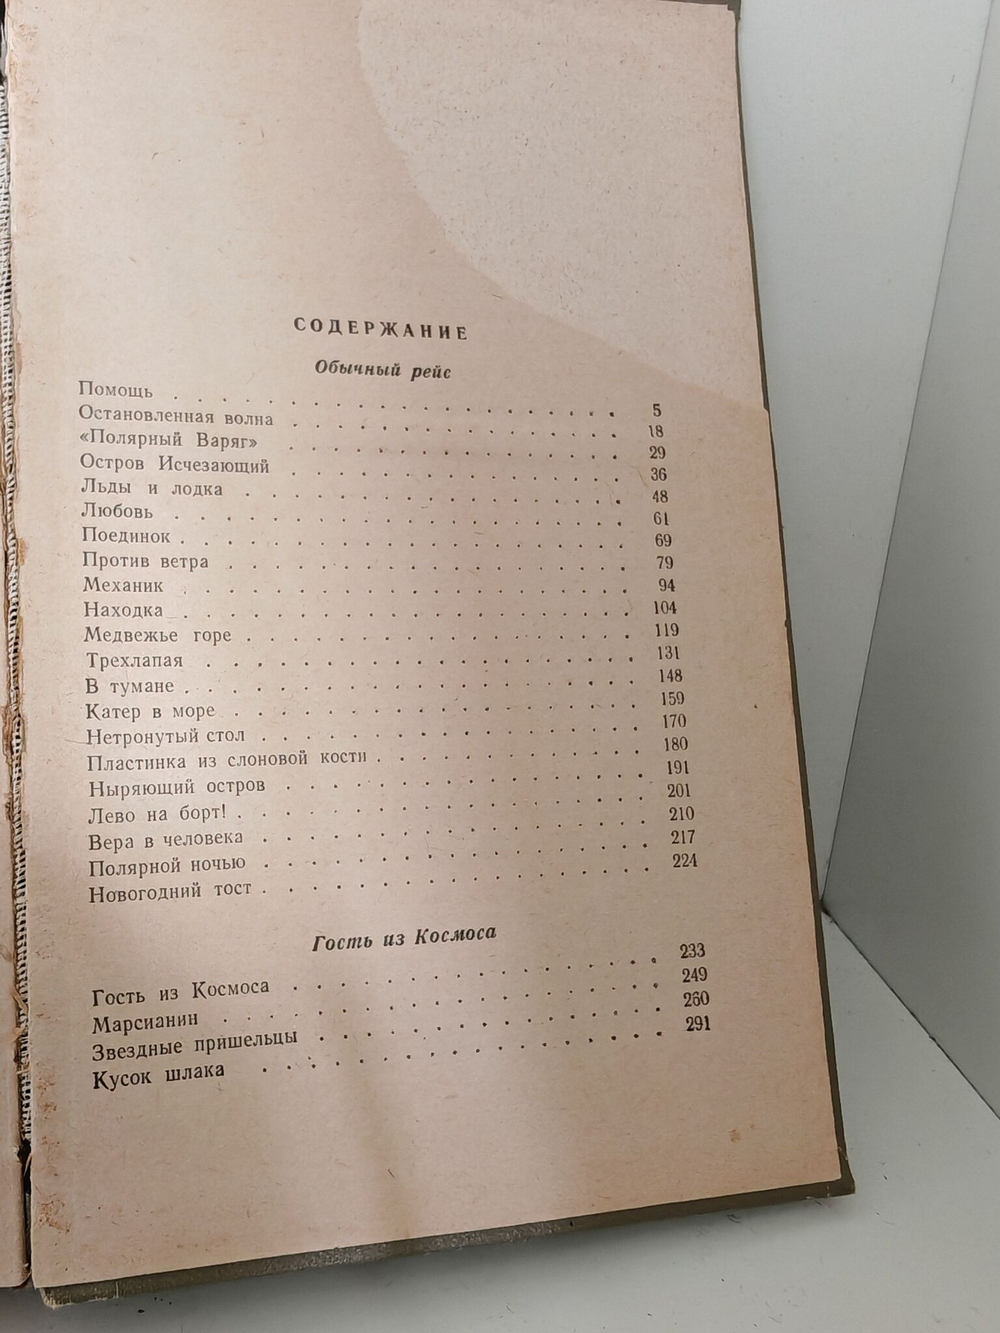 СОДЕРЖАНИЕ
Обычный рейс
Помощь . . . . . . . . . . . . . . . . . . . 5
Остановленная волна . . . . . . . . . . . . . . 18
«Полярный Варяг» . . . . . . . . . . . . . . 29
Остров Исчезающий . . . . . . . . . . . . . . 36
Льды и лодка . . . . . . . . . . . . . . . . 48
Любовь . . . . . . . . . . . . . . . . . . . 61
Поединок . . . . . . . . . . . . . . . . . . . 69
Против ветра . . . . . . . . . . . . . . . . . 79
Механик . . . . . . . . . . . . . . . . . . . 94
Находка . . . . . . . . . . . . . . . . . . . 104
Медвежье горе . . . . . . . . . . . . . . . . . 119
Трехлапая . . . . . . . . . . . . . . . . . . 131
В тумане . . . . . . . . . . . . . . . . . . . 148
Катер в море . . . . . . . . . . . . . . . . . 159
Нетронутый стол . . . . . . . . . . . . . . . . 170
Пластинка из слоновой кости . . . . . . . . . . . 180
Ныряющий остров . . . . . . . . . . . . . . . 191
Лево на борт! . . . . . . . . . . . . . . . . . 201
Вера в человека . . . . . . . . . . . . . . . . 210
Полярной ночью . . . . . . . . . . . . . . . . 217
Новогодний тост . . . . . . . . . . . . . . . . 224
Гость из Космоса
Гость из Космоса . . . . . . . . . . . . . . . 233
Марсианин . . . . . . . . . . . . . . . . . . 249
Звездные пришельцы . . . . . . . . . . . . . . 260
Кусок шлака . . . . . . . . . . . . . . . . . 291